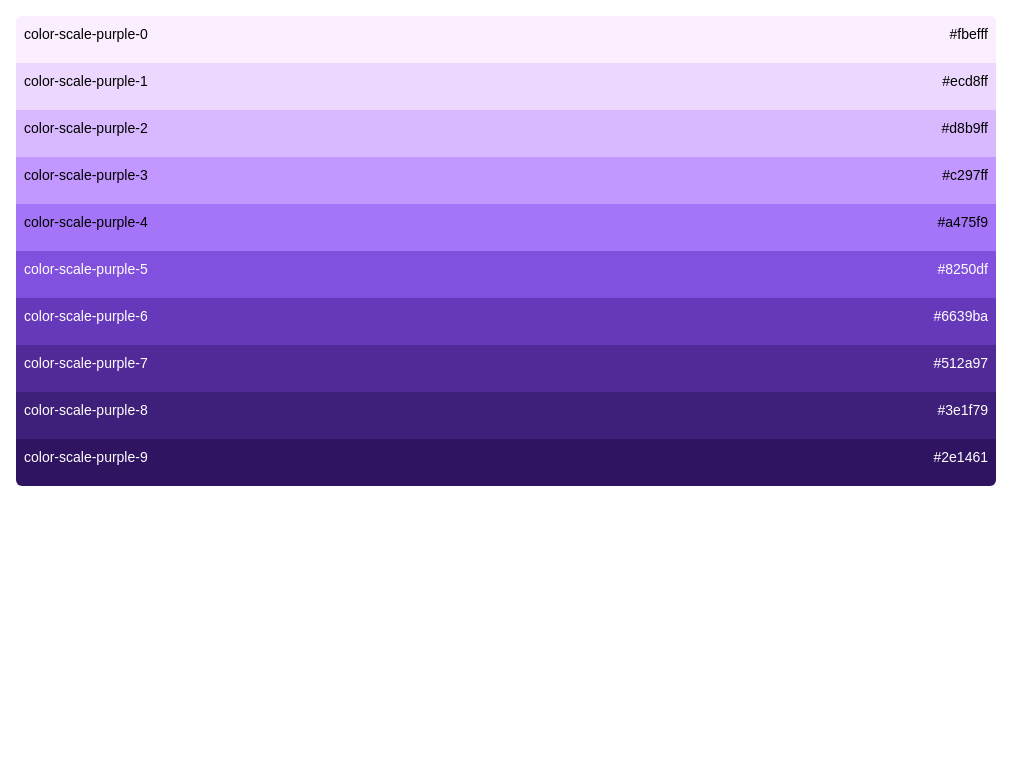 color-scale-purple-0 #fbefff
color-scale-purple-1 #ecd8ff
color-scale-purple-2 #d8b9ff
color-scale-purple-3 #c297ff
color-scale-purple-4 #a475f9
color-scale-purple-5 #8250df
color-scale-purple-6 #6639ba
color-scale-purple-7 #512a97
color-scale-purple-8 #3e1f79
color-scale-purple-9 #2e1461